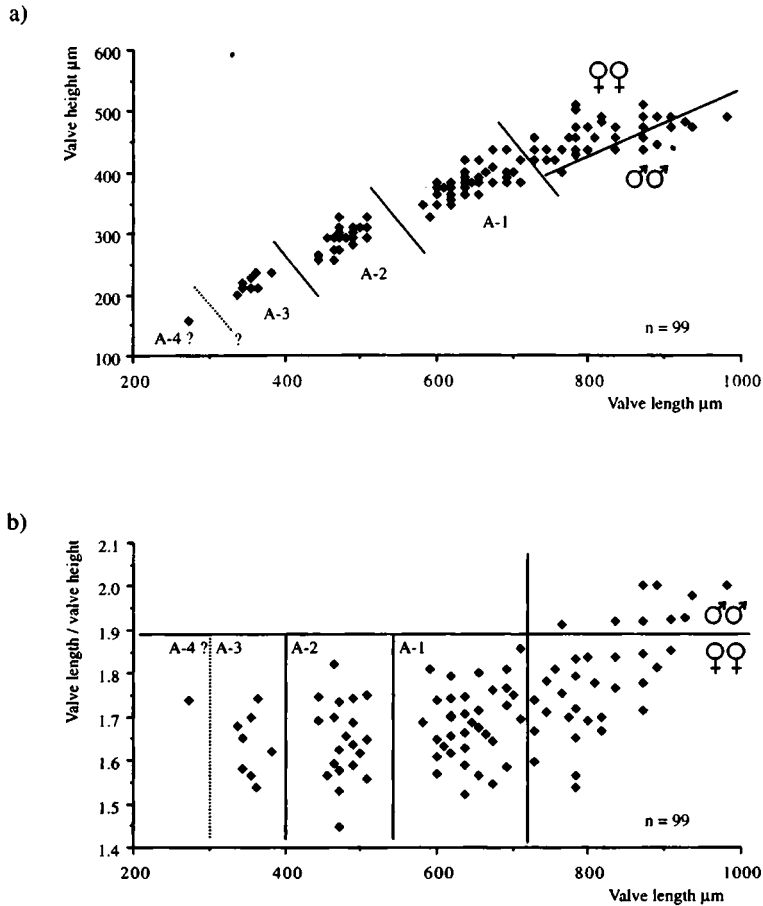 a)
Valve height µm
600
500
400
300
200
100
♀♀
♂♂
A-1
A-2
A-3
A-4 ?
?
n = 99
200
400
600
800
1000
Valve length µm
b)
Valve length / valve height
2.1
2.0
1.9
1.8
1.7
1.6
1.5
1.4
♂♂
♀♀
A-4 ?
A-3
A-2
A-1
n = 99
200
400
600
800
1000
Valve length µm